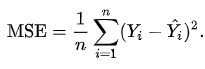 MSE = \frac{1}{n} \sum_{i=1}^{n} (Y_i - \hat{Y}_i)^2.